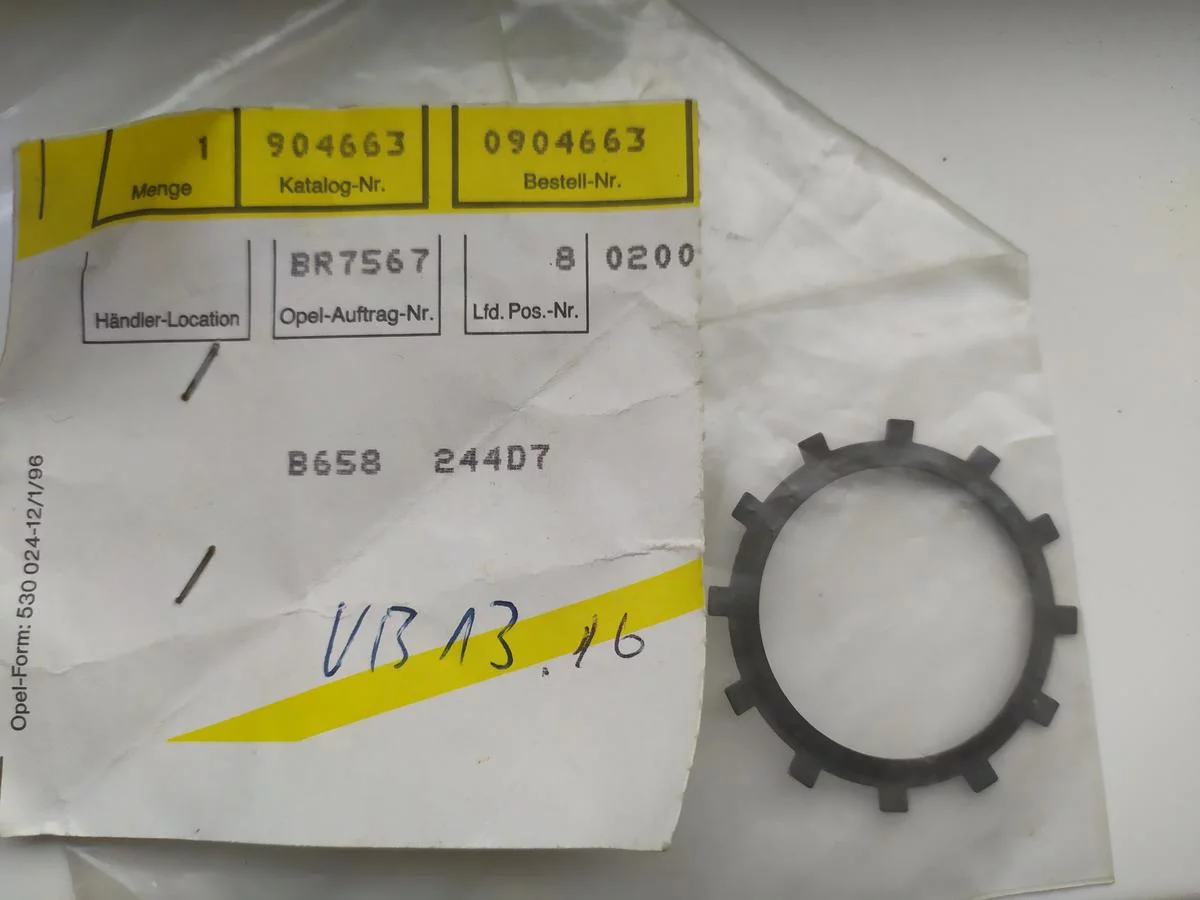 1 904663 0904663
Menge Katalog-Nr. Bestell-Nr.
BR7567 8 0200
Händler-Location Opel-Auftrag-Nr. Lfd. Pos.-Nr.
B658 244D7
VB 13.16
Opel-Form: 530 024-12/1/96